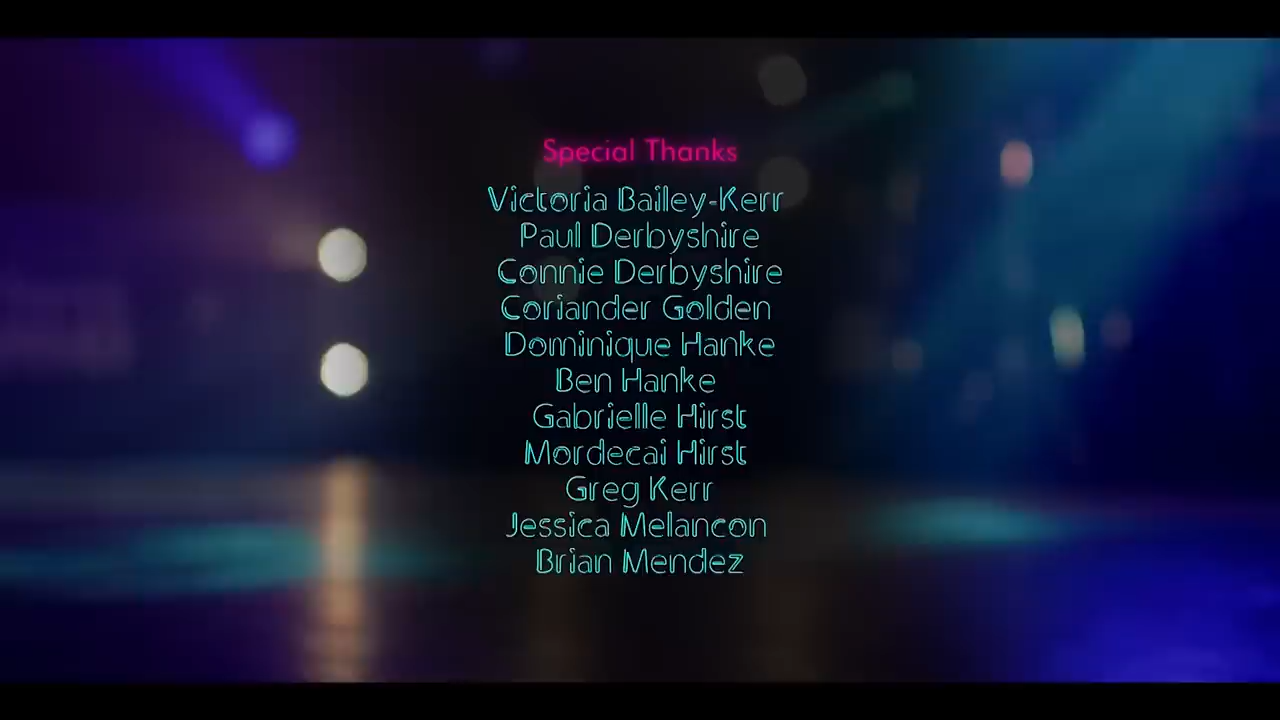 Special Thanks
Victoria Bailey-Kerr
Paul Derbyshire
Connie Derbyshire
Coriander Golden
Dominique Hanke
Ben Hanke
Gabrielle Hirst
Mordecai Hirst
Greg Kerr
Jessica Melancon
Brian Mendez